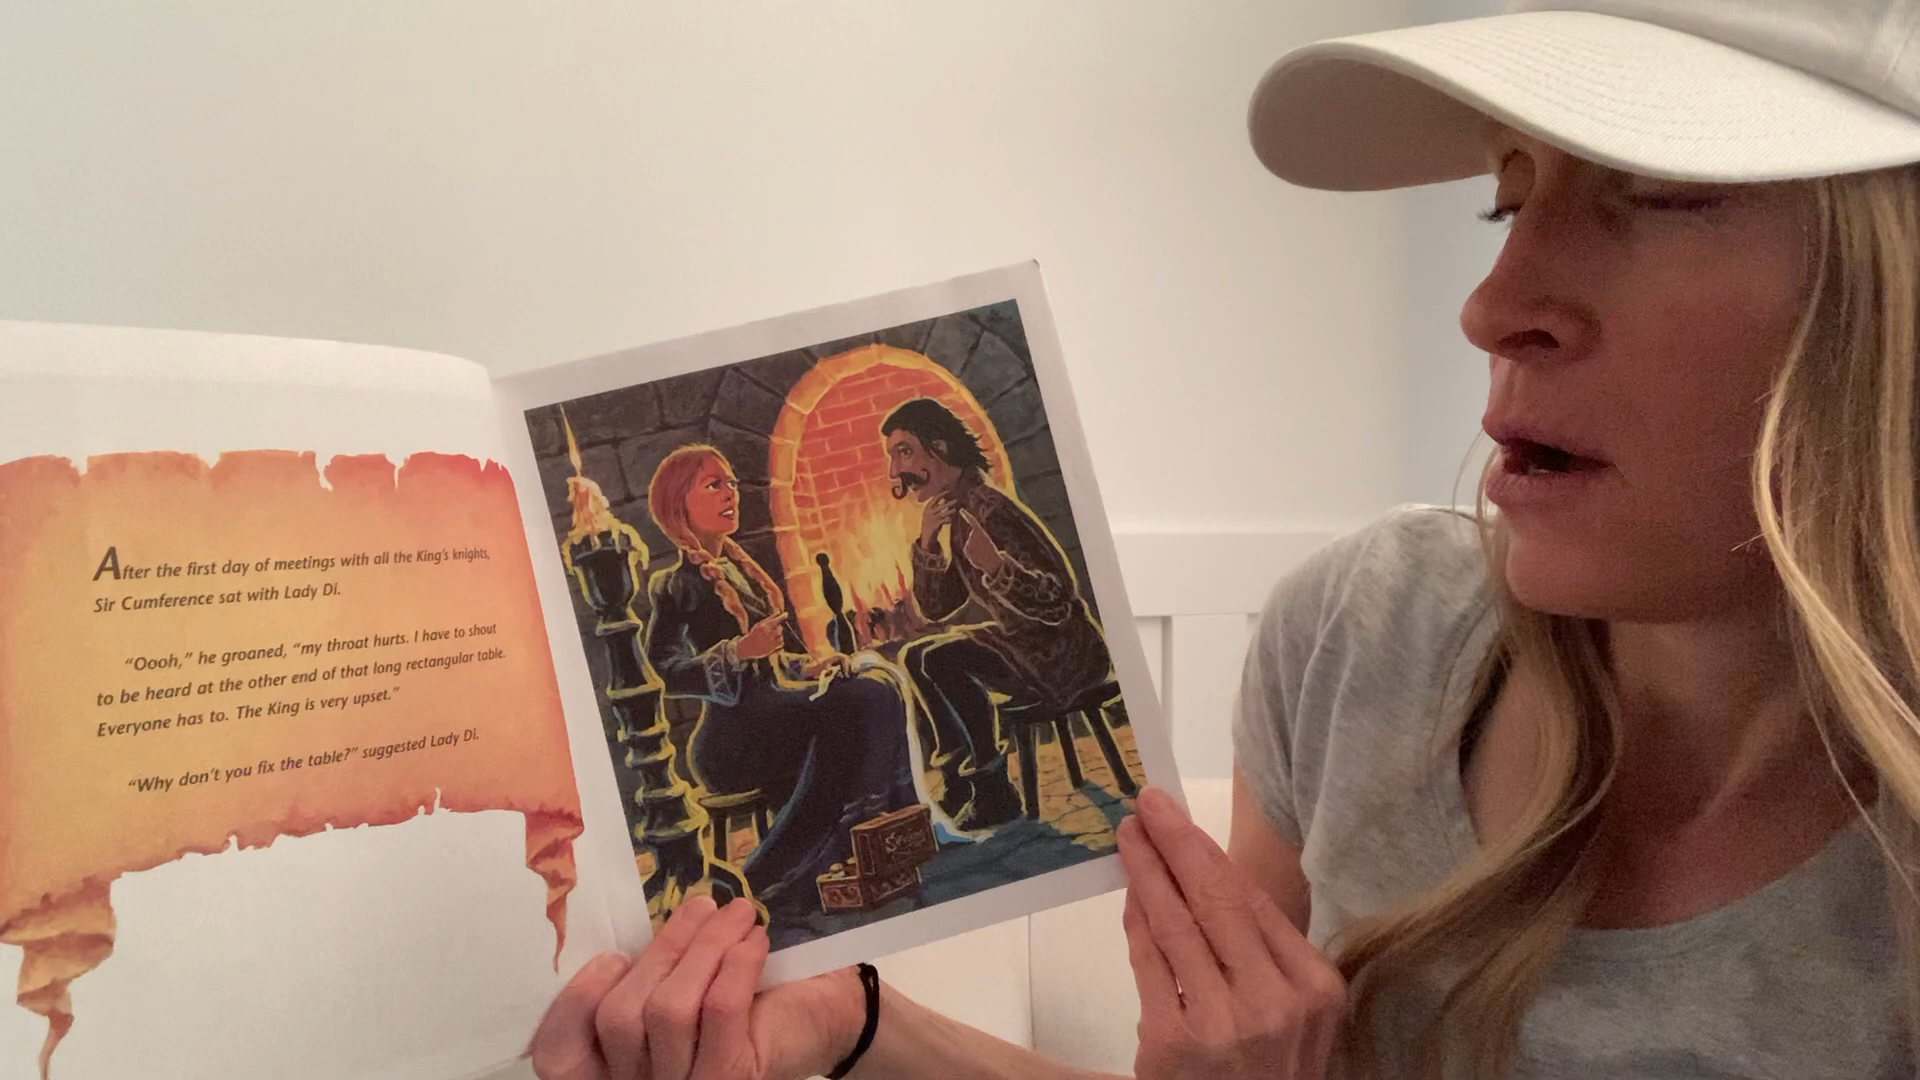 After the first day of meetings with all the King's knights,
Sir Cumference sat with Lady Di.
“Oooh,” he groaned, “my throat hurts. I have to shout
to be heard at the other end of that long rectangular table.
Everyone has to. The King is very upset.”
“Why don't you fix the table?” suggested Lady Di.